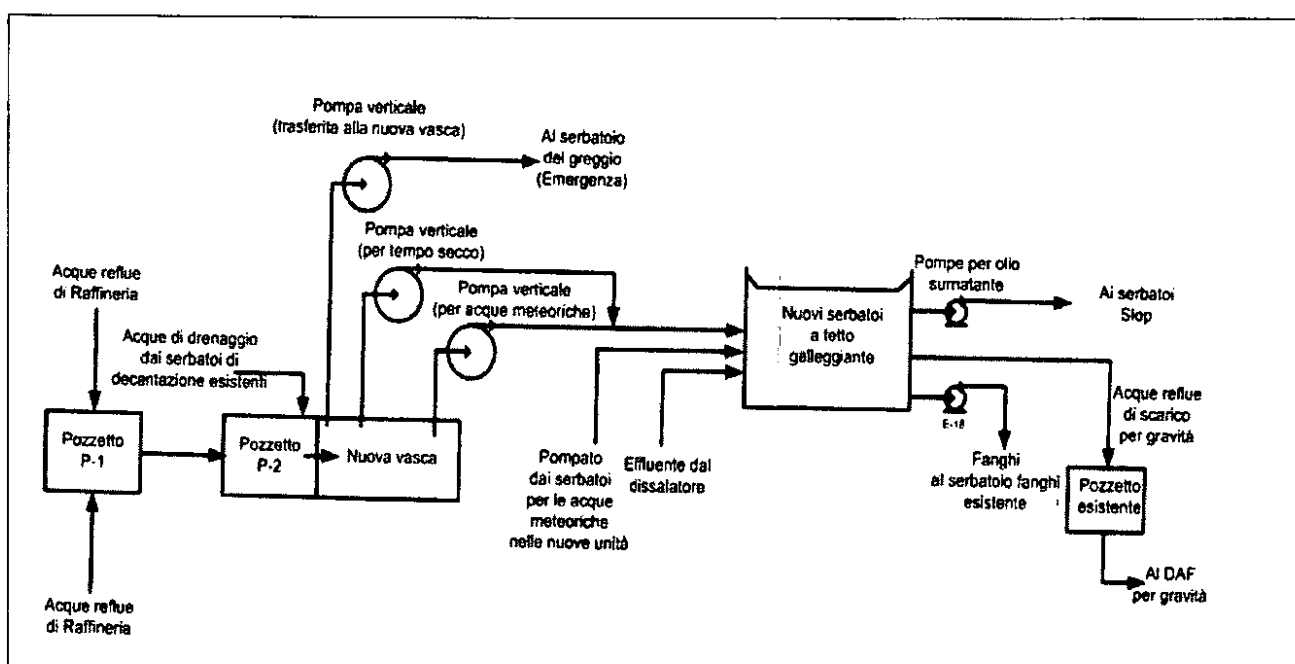 Pompa verticale
(trasferita alla nuova vasca)
Al serbatoio
del greggio
(Emergenza)
Pompa verticale
(per tempo secco)
Pompa verticale
(per acque meteoriche)
Acque reflue
di Raffineria
Acque di drenaggio
dai serbatoi di
decantazione esistenti
Pozzetto
P-1
Pozzetto
P-2
Nuova vasca
Acque reflue
di Raffineria
Pompato
dai serbatoi
per le acque
meteoriche
nelle nuove unità
Effluente dal
dissalatore
Nuovi serbatoi
a tetto
galleggiante
Pompe per olio
surnatante
Ai serbatoi
Slop
E-18
Fanghi
al serbatoio fanghi
esistente
Acque reflue
di scarico
per gravità
Pozzetto
esistente
Al DAF
per gravità